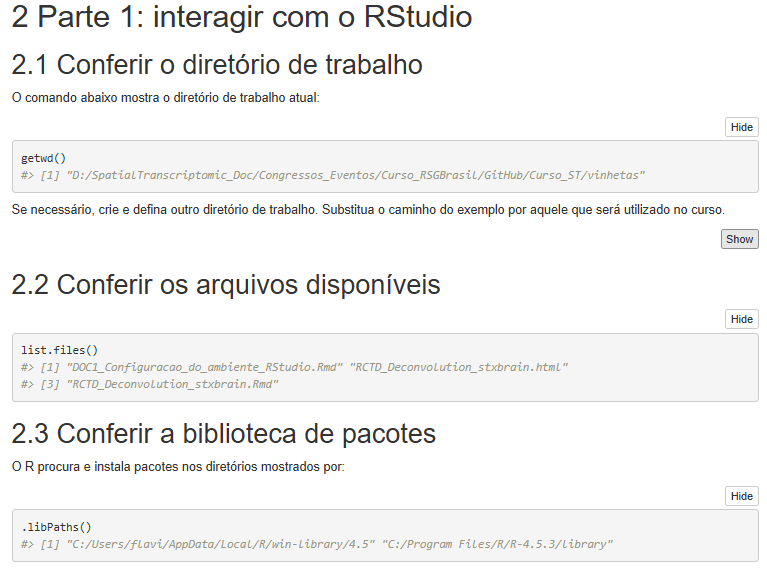 2 Parte 1: interagir com o RStudio
2.1 Conferir o diretório de trabalho
O comando abaixo mostra o diretório de trabalho atual:
Hide
getwd()
#> [1] "D:/SpatialTranscriptomic_Doc/Congressos_Eventos/Curso_RSGBrasil/GitHub/Curso_ST/vinhetas"
Se necessário, crie e defina outro diretório de trabalho. Substitua o caminho do exemplo por aquele que será utilizado no curso.
Show
2.2 Conferir os arquivos disponíveis
Hide
list.files()
#> [1] "DOC1_Configuracao_do_ambiente_RStudio.Rmd" "RCTD_Deconvolution_stxbrain.html"
#> [3] "RCTD_Deconvolution_stxbrain.Rmd"
2.3 Conferir a biblioteca de pacotes
O R procura e instala pacotes nos diretórios mostrados por:
Hide
.libPaths()
#> [1] "C:/Users/flavi/AppData/Local/R/win-library/4.5" "C:/Program Files/R/R-4.5.3/library"